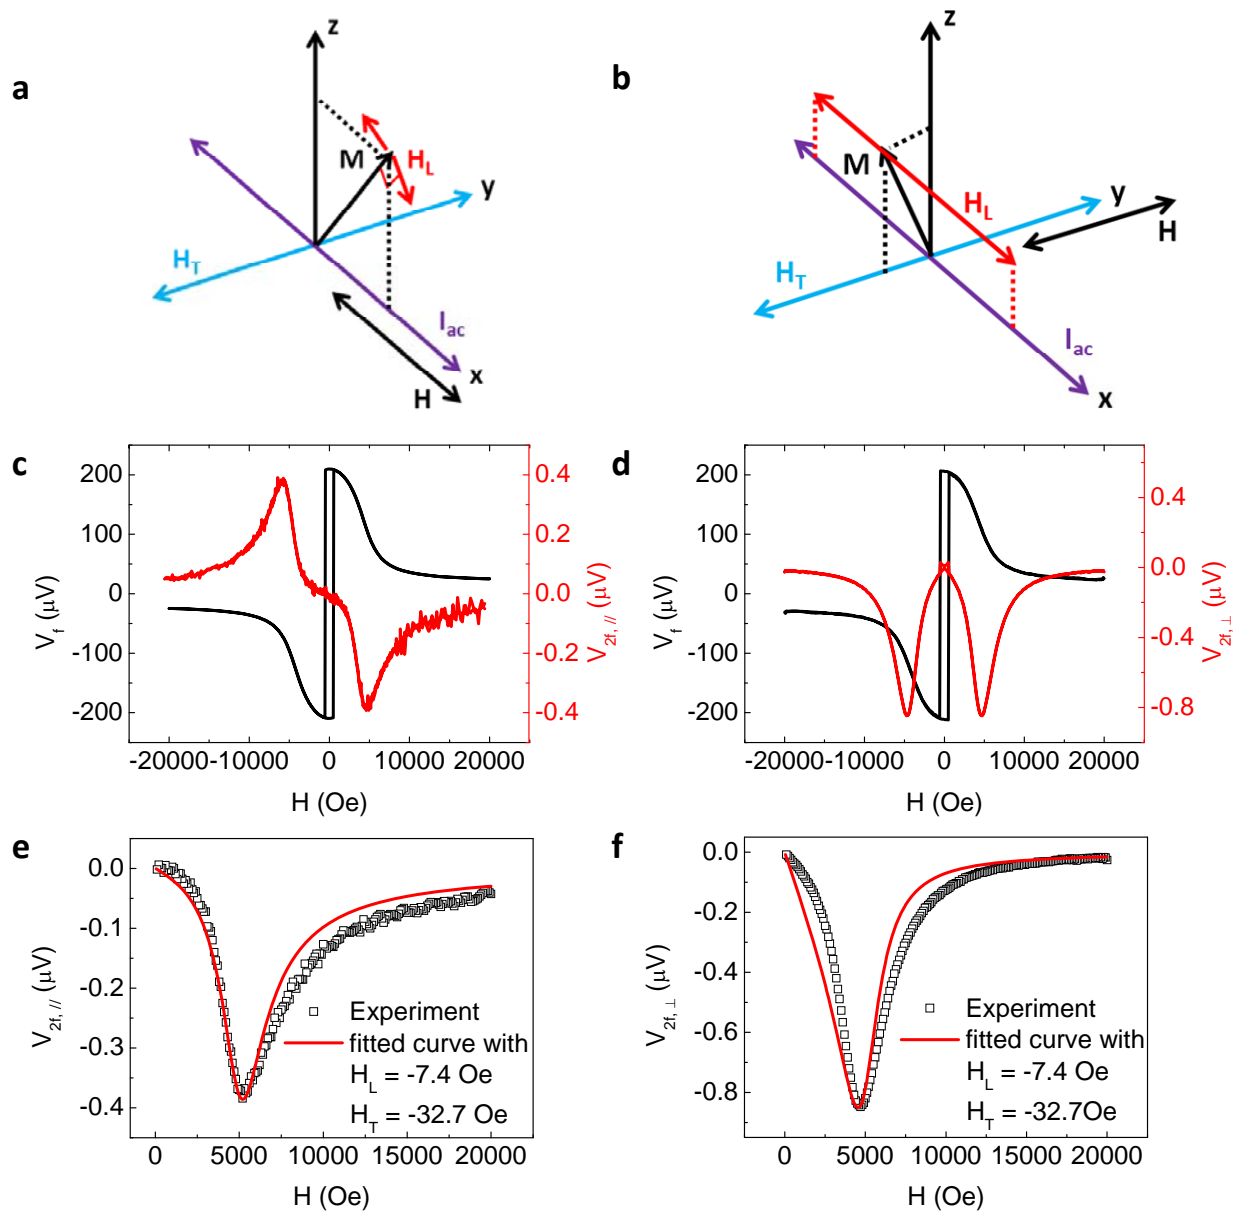 a
z
M
H_L
y
H_T
I_ac
x
H
b
z
M
H_L
y
H
H_T
I_ac
x
c
200
100
0
-100
-200
V_f (μV)
0.4
0.2
0.0
-0.2
-0.4
V_2f, // (μV)
-20000 -10000 0 10000 20000
H (Oe)
d
200
100
0
-100
-200
V_f (μV)
0.4
0.0
-0.4
-0.8
V_2f, ⊥ (μV)
-20000 -10000 0 10000 20000
H (Oe)
e
0.0
-0.1
-0.2
-0.3
-0.4
V_2f, // (μV)
Experiment
fitted curve with
H_L = -7.4 Oe
H_T = -32.7 Oe
0 5000 10000 15000 20000
H (Oe)
f
0.0
-0.2
-0.4
-0.6
-0.8
V_2f, ⊥ (μV)
Experiment
fitted curve with
H_L = -7.4 Oe
H_T = -32.7Oe
0 5000 10000 15000 20000
H (Oe)